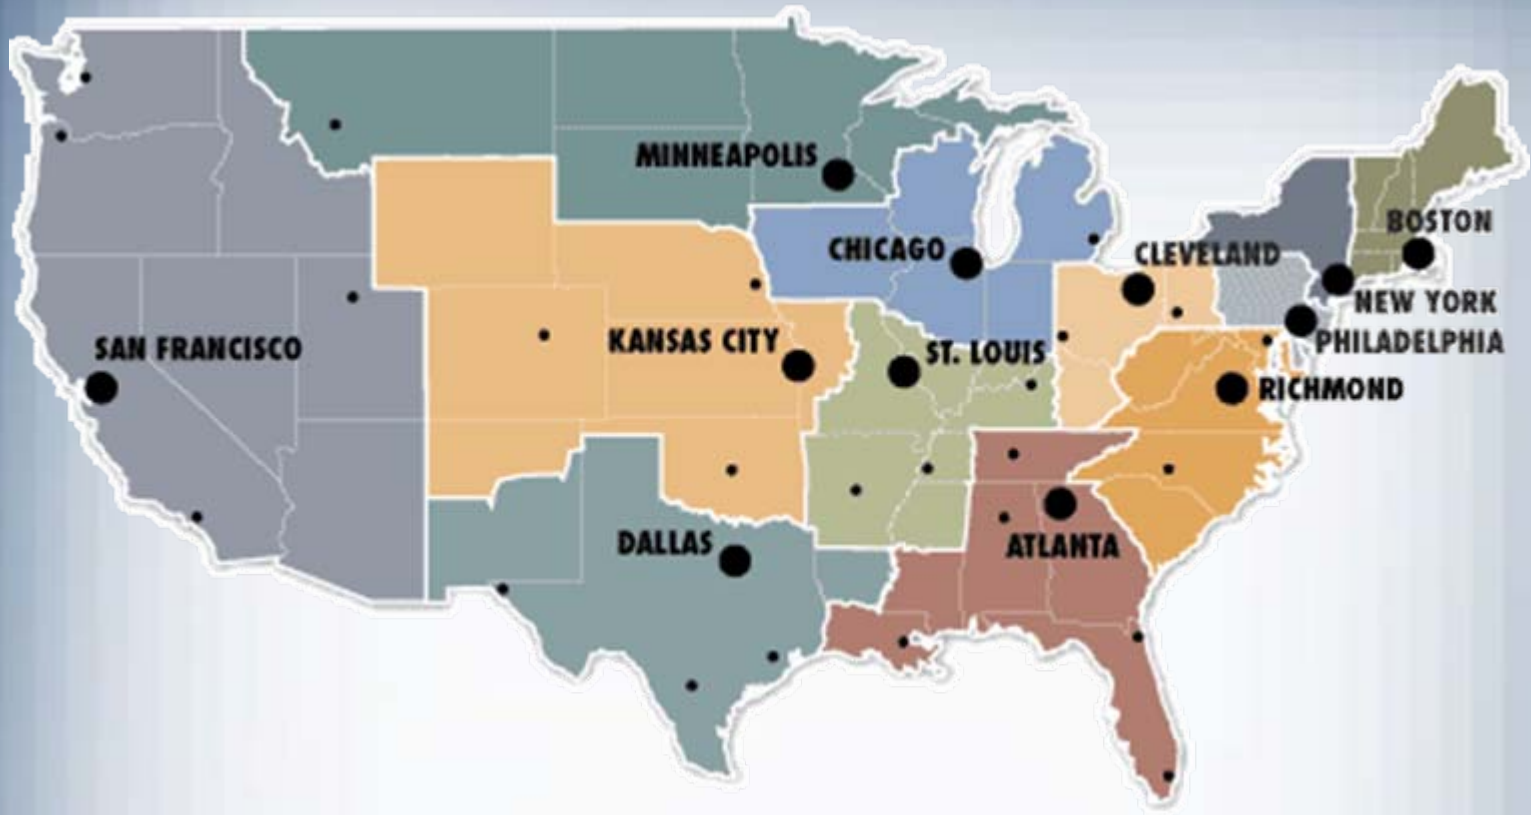 MINNEAPOLIS
BOSTON
CHICAGO
CLEVELAND
NEW YORK
KANSAS CITY
ST. LOUIS
PHILADELPHIA
SAN FRANCISCO
RICHMOND
DALLAS
ATLANTA